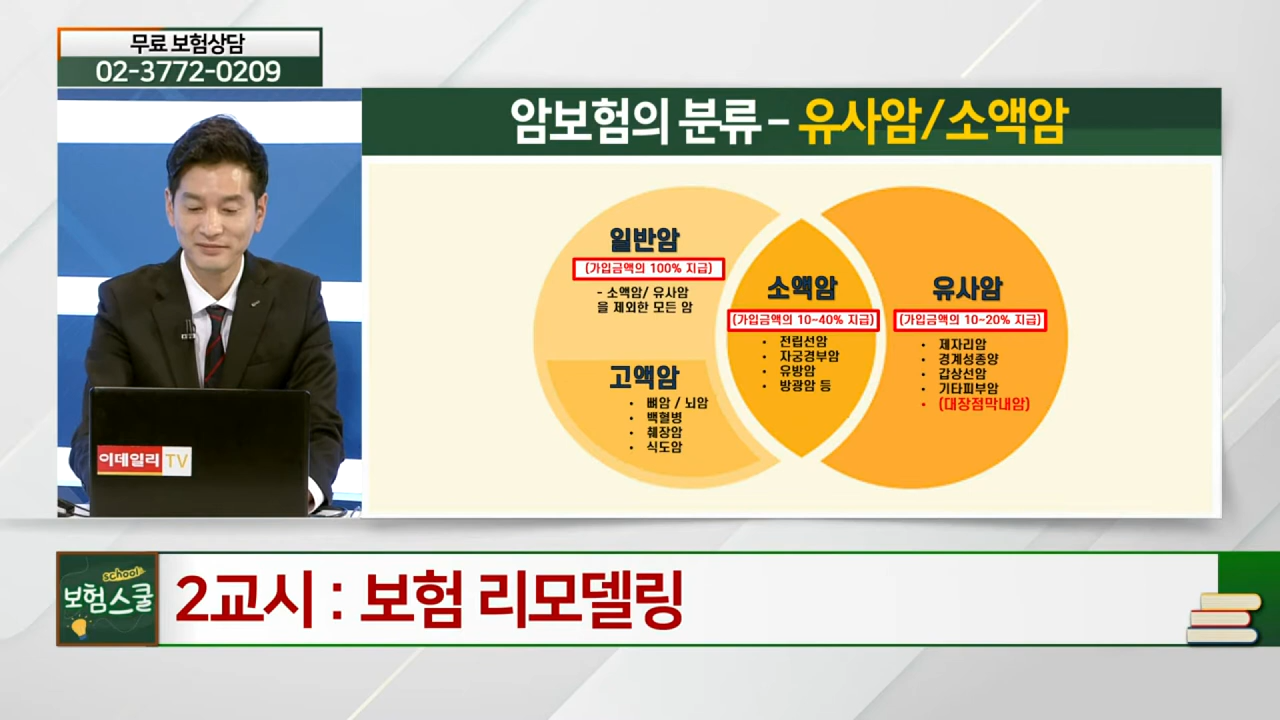 무료 보험상담
02-3772-0209
암보험의 분류 - 유사암/소액암
일반암
(가입금액의 100% 지급)
- 소액암/ 유사암
을 제외한 모든 암
고액암
• 뼈암 / 뇌암
• 백혈병
• 췌장암
• 식도암
소액암
(가입금액의 10~40% 지급)
• 전립선암
• 자궁경부암
• 유방암
• 방광암 등
유사암
(가입금액의 10~20% 지급)
• 제자리암
• 경계성종양
• 갑상선암
• 기타피부암
• (대장점막내암)
이데일리 TV
school
보험스쿨
2교시 : 보험 리모델링